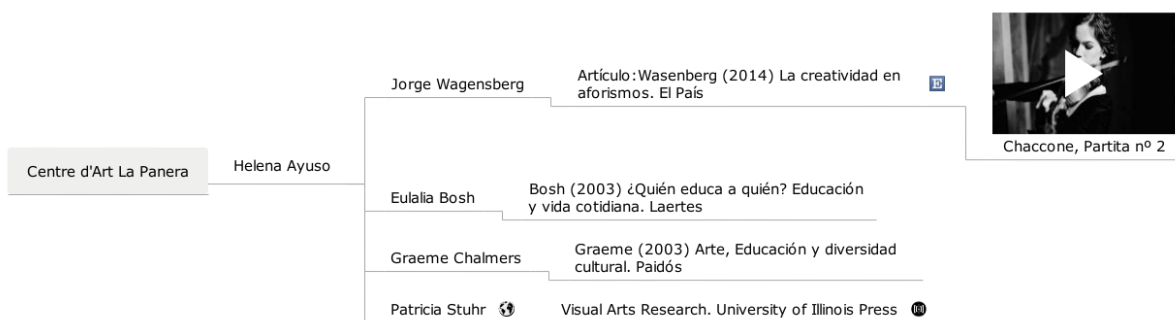 Centre d'Art La Panera
Helena Ayuso
Jorge Wagensberg
Artículo:Wasenberg (2014) La creatividad en
aforismos. El País
E
Chaccone, Partita nº 2
Eulalia Bosh
Bosh (2003) ¿Quién educa a quién? Educación
y vida cotidiana. Laertes
Graeme Chalmers
Graeme (2003) Arte, Educación y diversidad
cultural. Paidós
Patricia Stuhr
Visual Arts Research. University of Illinois Press